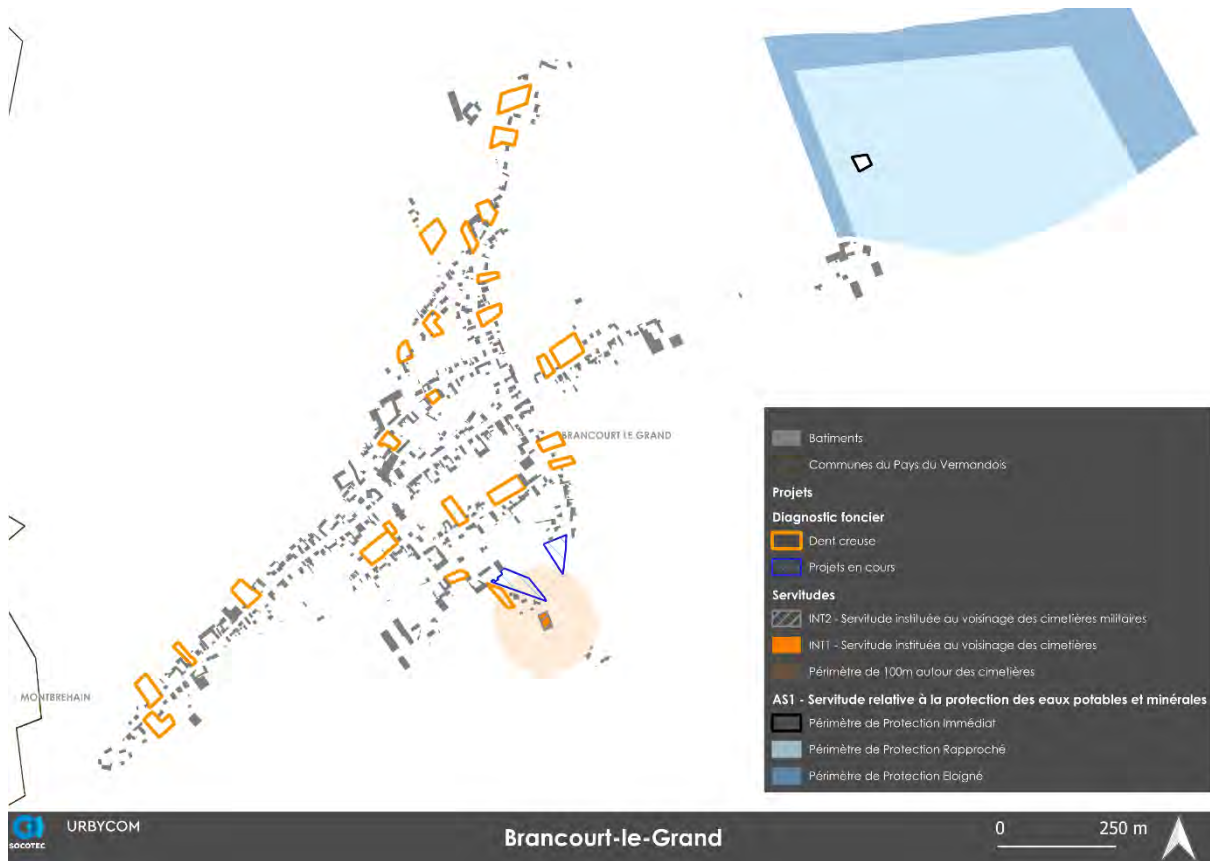 BRANCOURT LE GRAND
MONTBREHAIN
Batiments
Communes du Pays du Vermandois
Projets
Diagnostic foncier
Dent creuse
Projets en cours
Servitudes
INT2 - Servitude instituée au voisinage des cimetières militaires
INT1 - Servitude instituée au voisinage des cimetières
Périmètre de 100m autour des cimetières
AS1 - Servitude relative à la protection des eaux potables et minérales
Périmètre de Protection Immédiat
Périmètre de Protection Rapproché
Périmètre de Protection Eloigné
SOCOTEC
URBYCOM
Brancourt-le-Grand
0 250 m